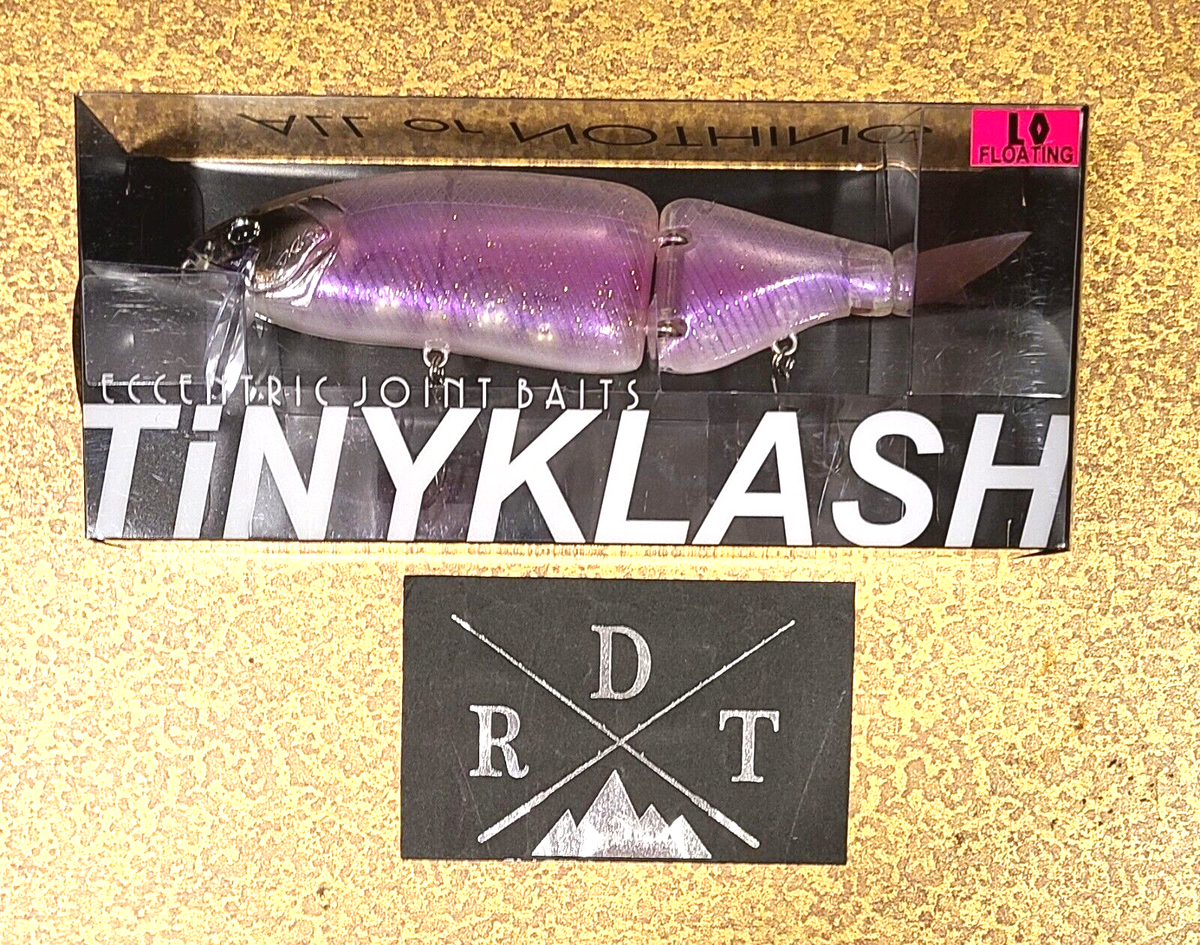 ALL or NOTHING
LO
FLOATING
ECCENTRIC JOINT BAITS
TiNYKLASH
D
R T